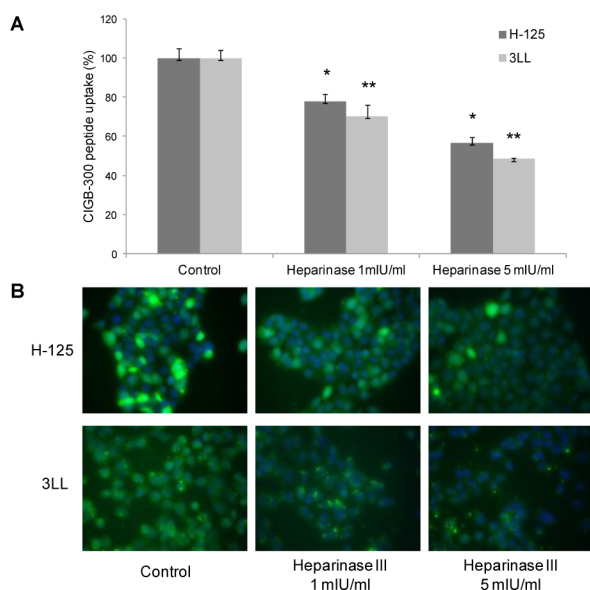 A
120
100
80
60
40
20
0
CIGB-300 peptide uptake (%)
H-125
3LL
*
**
*
**
Control
Heparinase 1mIU/ml
Heparinase 5 mIU/ml
B
H-125
3LL
Control
Heparinase III
1 mIU/ml
Heparinase III
5 mIU/ml